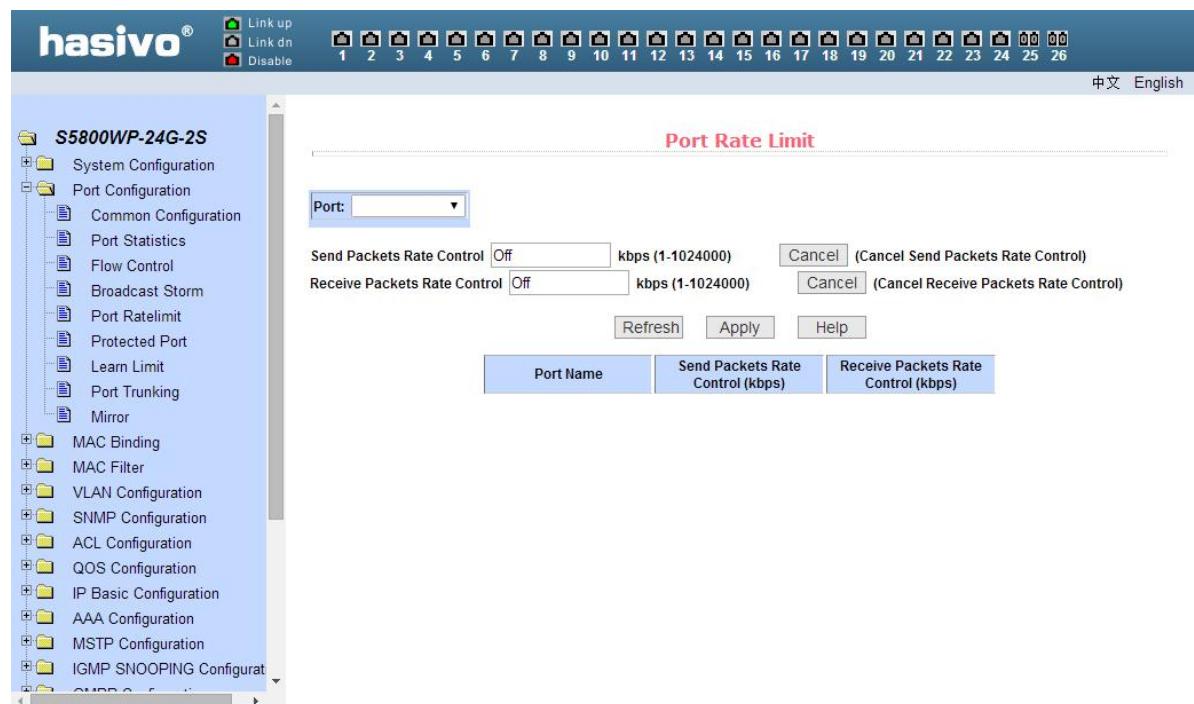 hasivo®
Link up
Link dn
Disable
1 2 3 4 5 6 7 8 9 10 11 12 13 14 15 16 17 18 19 20 21 22 23 24 25 26
中文 English
S5800WP-24G-2S
System Configuration
Port Configuration
Common Configuration
Port Statistics
Flow Control
Broadcast Storm
Port Ratelimit
Protected Port
Learn Limit
Port Trunking
Mirror
MAC Binding
MAC Filter
VLAN Configuration
SNMP Configuration
ACL Configuration
QOS Configuration
IP Basic Configuration
AAA Configuration
MSTP Configuration
IGMP SNOOPING Configurat
Port Rate Limit
Port:
Send Packets Rate Control Off kbps (1-1024000) Cancel (Cancel Send Packets Rate Control)
Receive Packets Rate Control Off kbps (1-1024000) Cancel (Cancel Receive Packets Rate Control)
Refresh Apply Help
Port Name
Send Packets Rate
Control (kbps)
Receive Packets Rate
Control (kbps)